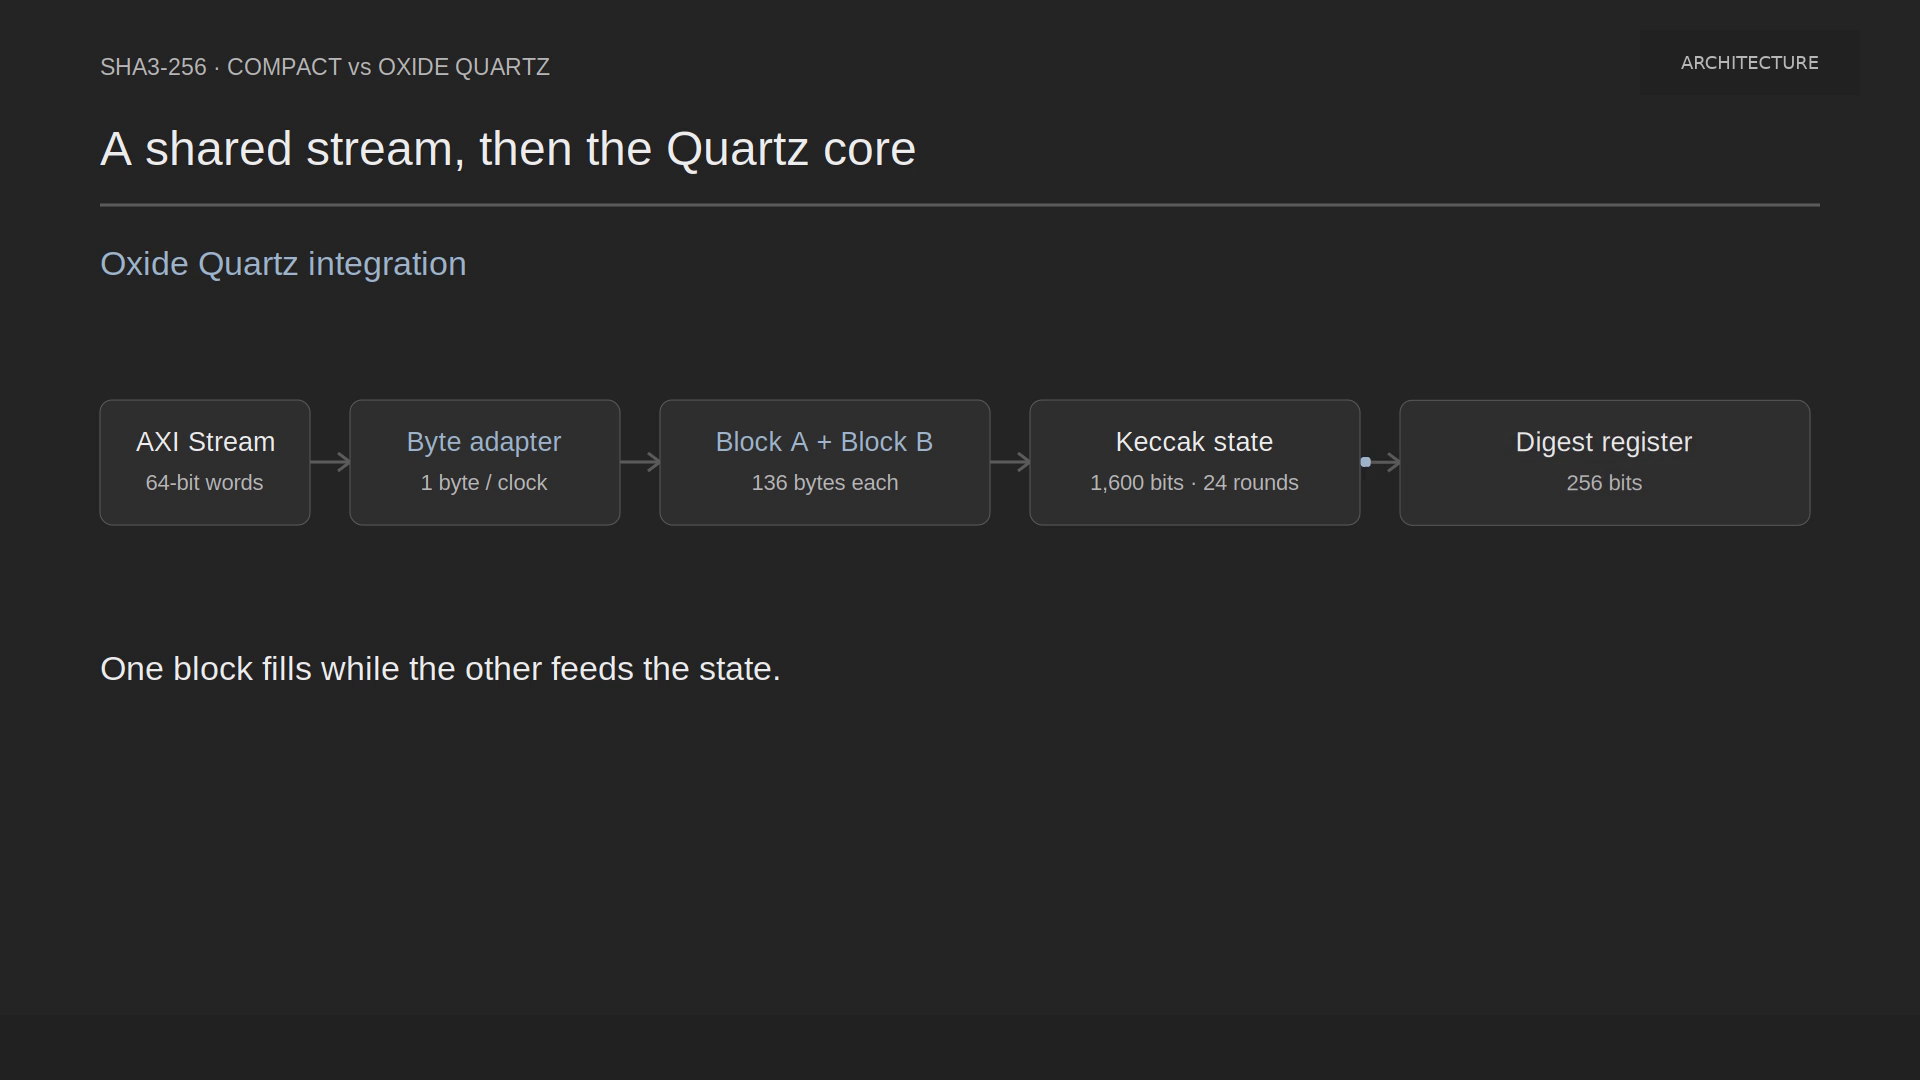 SHA3-256 · COMPACT vs OXIDE QUARTZ
ARCHITECTURE
A shared stream, then the Quartz core
Oxide Quartz integration
AXI Stream
64-bit words
Byte adapter
1 byte / clock
Block A + Block B
136 bytes each
Keccak state
1,600 bits · 24 rounds
Digest register
256 bits
One block fills while the other feeds the state.